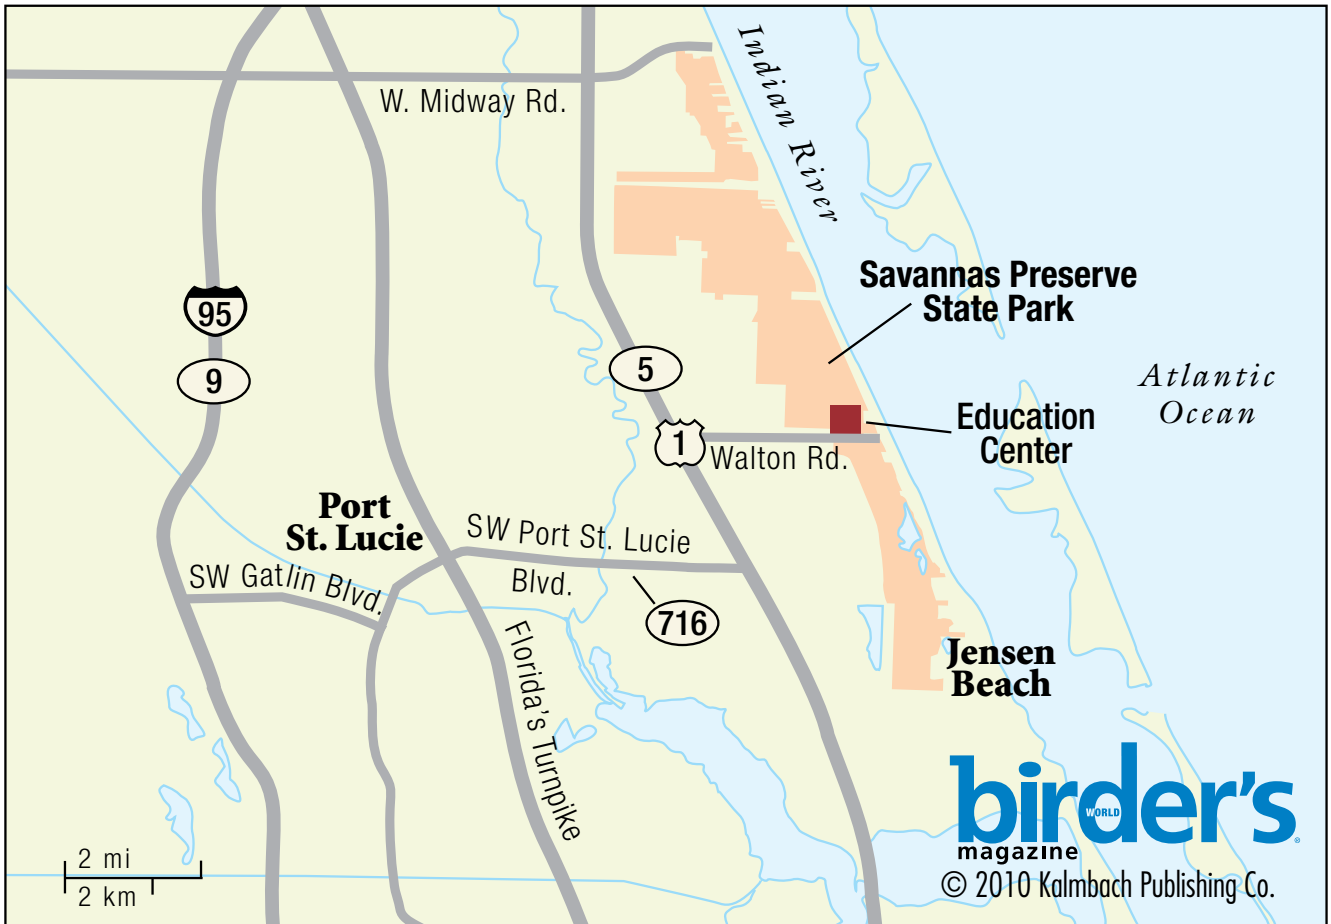 W. Midway Rd.
Indian River
95
9
Savannas Preserve
State Park
5
Atlantic
Ocean
Education
Center
1
Walton Rd.
Port
St. Lucie
SW Port St. Lucie
Blvd.
SW Gatlin Blvd.
716
Florida's Turnpike
Jensen
Beach
birder's
WORLD
®
magazine
© 2010 Kalmbach Publishing Co.
2 mi
2 km